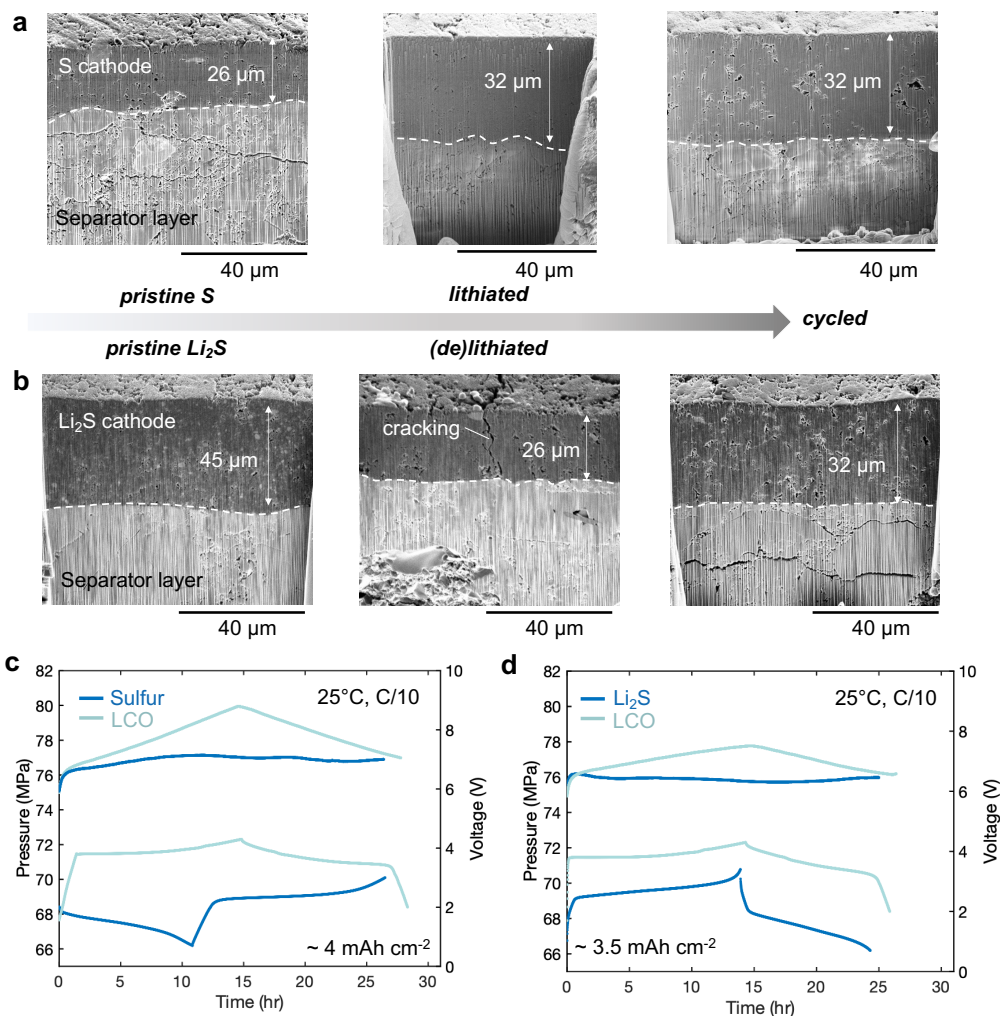 a
S cathode
26 µm
Separator layer
32 µm
32 µm
40 µm
40 µm
40 µm
pristine S
lithiated
cycled
pristine Li₂S
(de)lithiated
b
Li₂S cathode
45 µm
Separator layer
cracking
26 µm
32 µm
40 µm
40 µm
40 µm
c
Sulfur
LCO
25°C, C/10
82
80
78
76
74
72
70
68
66
Pressure (MPa)
10
8
6
4
2
0
Voltage (V)
~ 4 mAh cm⁻²
0 5 10 15 20 25 30
Time (hr)
d
Li₂S
LCO
25°C, C/10
82
80
78
76
74
72
70
68
66
Pressure (MPa)
10
8
6
4
2
0
Voltage (V)
~ 3.5 mAh cm⁻²
0 5 10 15 20 25 30
Time (hr)